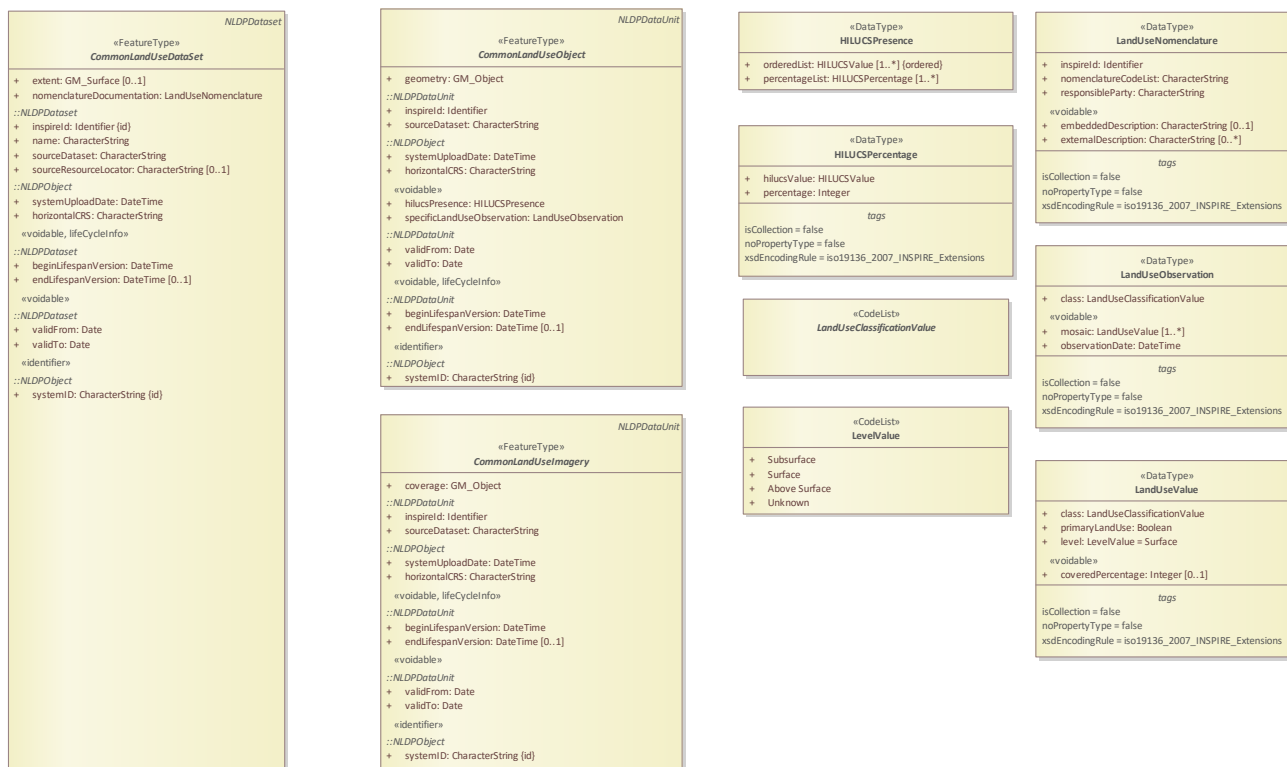 NLDPDataset
«FeatureType»
CommonLandUseDataSet
+ extent: GM_Surface [0..1]
+ nomenclatureDocumentation: LandUseNomenclature
::NLDPDataset
+ inspireId: Identifier {id}
+ name: CharacterString
+ sourceDataset: CharacterString
+ sourceResourceLocator: CharacterString [0..1]
::NLDPObject
+ systemUploadDate: DateTime
+ horizontalCRS: CharacterString
«voidable, lifeCycleInfo»
::NLDPDataset
+ beginLifespanVersion: DateTime
+ endLifespanVersion: DateTime [0..1]
«voidable»
::NLDPDataset
+ validFrom: Date
+ validTo: Date
«identifier»
::NLDPObject
+ systemID: CharacterString {id}
NLDPDataUnit
«FeatureType»
CommonLandUseObject
+ geometry: GM_Object
::NLDPDataUnit
+ inspireId: Identifier
+ sourceDataset: CharacterString
::NLDPObject
+ systemUploadDate: DateTime
+ horizontalCRS: CharacterString
«voidable»
+ hilucsPresence: HILUCSPresence
+ specificLandUseObservation: LandUseObservation
::NLDPDataUnit
+ validFrom: Date
+ validTo: Date
«voidable, lifeCycleInfo»
::NLDPDataUnit
+ beginLifespanVersion: DateTime
+ endLifespanVersion: DateTime [0..1]
«identifier»
::NLDPObject
+ systemID: CharacterString {id}
NLDPDataUnit
«FeatureType»
CommonLandUseImagery
+ coverage: GM_Object
::NLDPDataUnit
+ inspireId: Identifier
+ sourceDataset: CharacterString
::NLDPObject
+ systemUploadDate: DateTime
+ horizontalCRS: CharacterString
«voidable, lifeCycleInfo»
::NLDPDataUnit
+ beginLifespanVersion: DateTime
+ endLifespanVersion: DateTime [0..1]
«voidable»
::NLDPDataUnit
+ validFrom: Date
+ validTo: Date
«identifier»
::NLDPObject
+ systemID: CharacterString {id}
«DataType»
HILUCSPresence
+ orderedList: HILUCSValue [1..*] {ordered}
+ percentageList: HILUCSPercentage [1..*]
«DataType»
HILUCSPercentage
+ hilucsValue: HILUCSValue
+ percentage: Integer
tags
isCollection = false
noPropertyType = false
xsdEncodingRule = iso19136_2007_INSPIRE_Extensions
«CodeList»
LandUseClassificationValue
«CodeList»
LevelValue
+ Subsurface
+ Surface
+ Above Surface
+ Unknown
«DataType»
LandUseNomenclature
+ inspireId: Identifier
+ nomenclatureCodeList: CharacterString
+ responsibleParty: CharacterString
«voidable»
+ embeddedDescription: CharacterString [0..1]
+ externalDescription: CharacterString [0..*]
tags
isCollection = false
noPropertyType = false
xsdEncodingRule = iso19136_2007_INSPIRE_Extensions
«DataType»
LandUseObservation
+ class: LandUseClassificationValue
«voidable»
+ mosaic: LandUseValue [1..*]
+ observationDate: DateTime
tags
isCollection = false
noPropertyType = false
xsdEncodingRule = iso19136_2007_INSPIRE_Extensions
«DataType»
LandUseValue
+ class: LandUseClassificationValue
+ primaryLandUse: Boolean
+ level: LevelValue = Surface
«voidable»
+ coveredPercentage: Integer [0..1]
tags
isCollection = false
noPropertyType = false
xsdEncodingRule = iso19136_2007_INSPIRE_Extensions